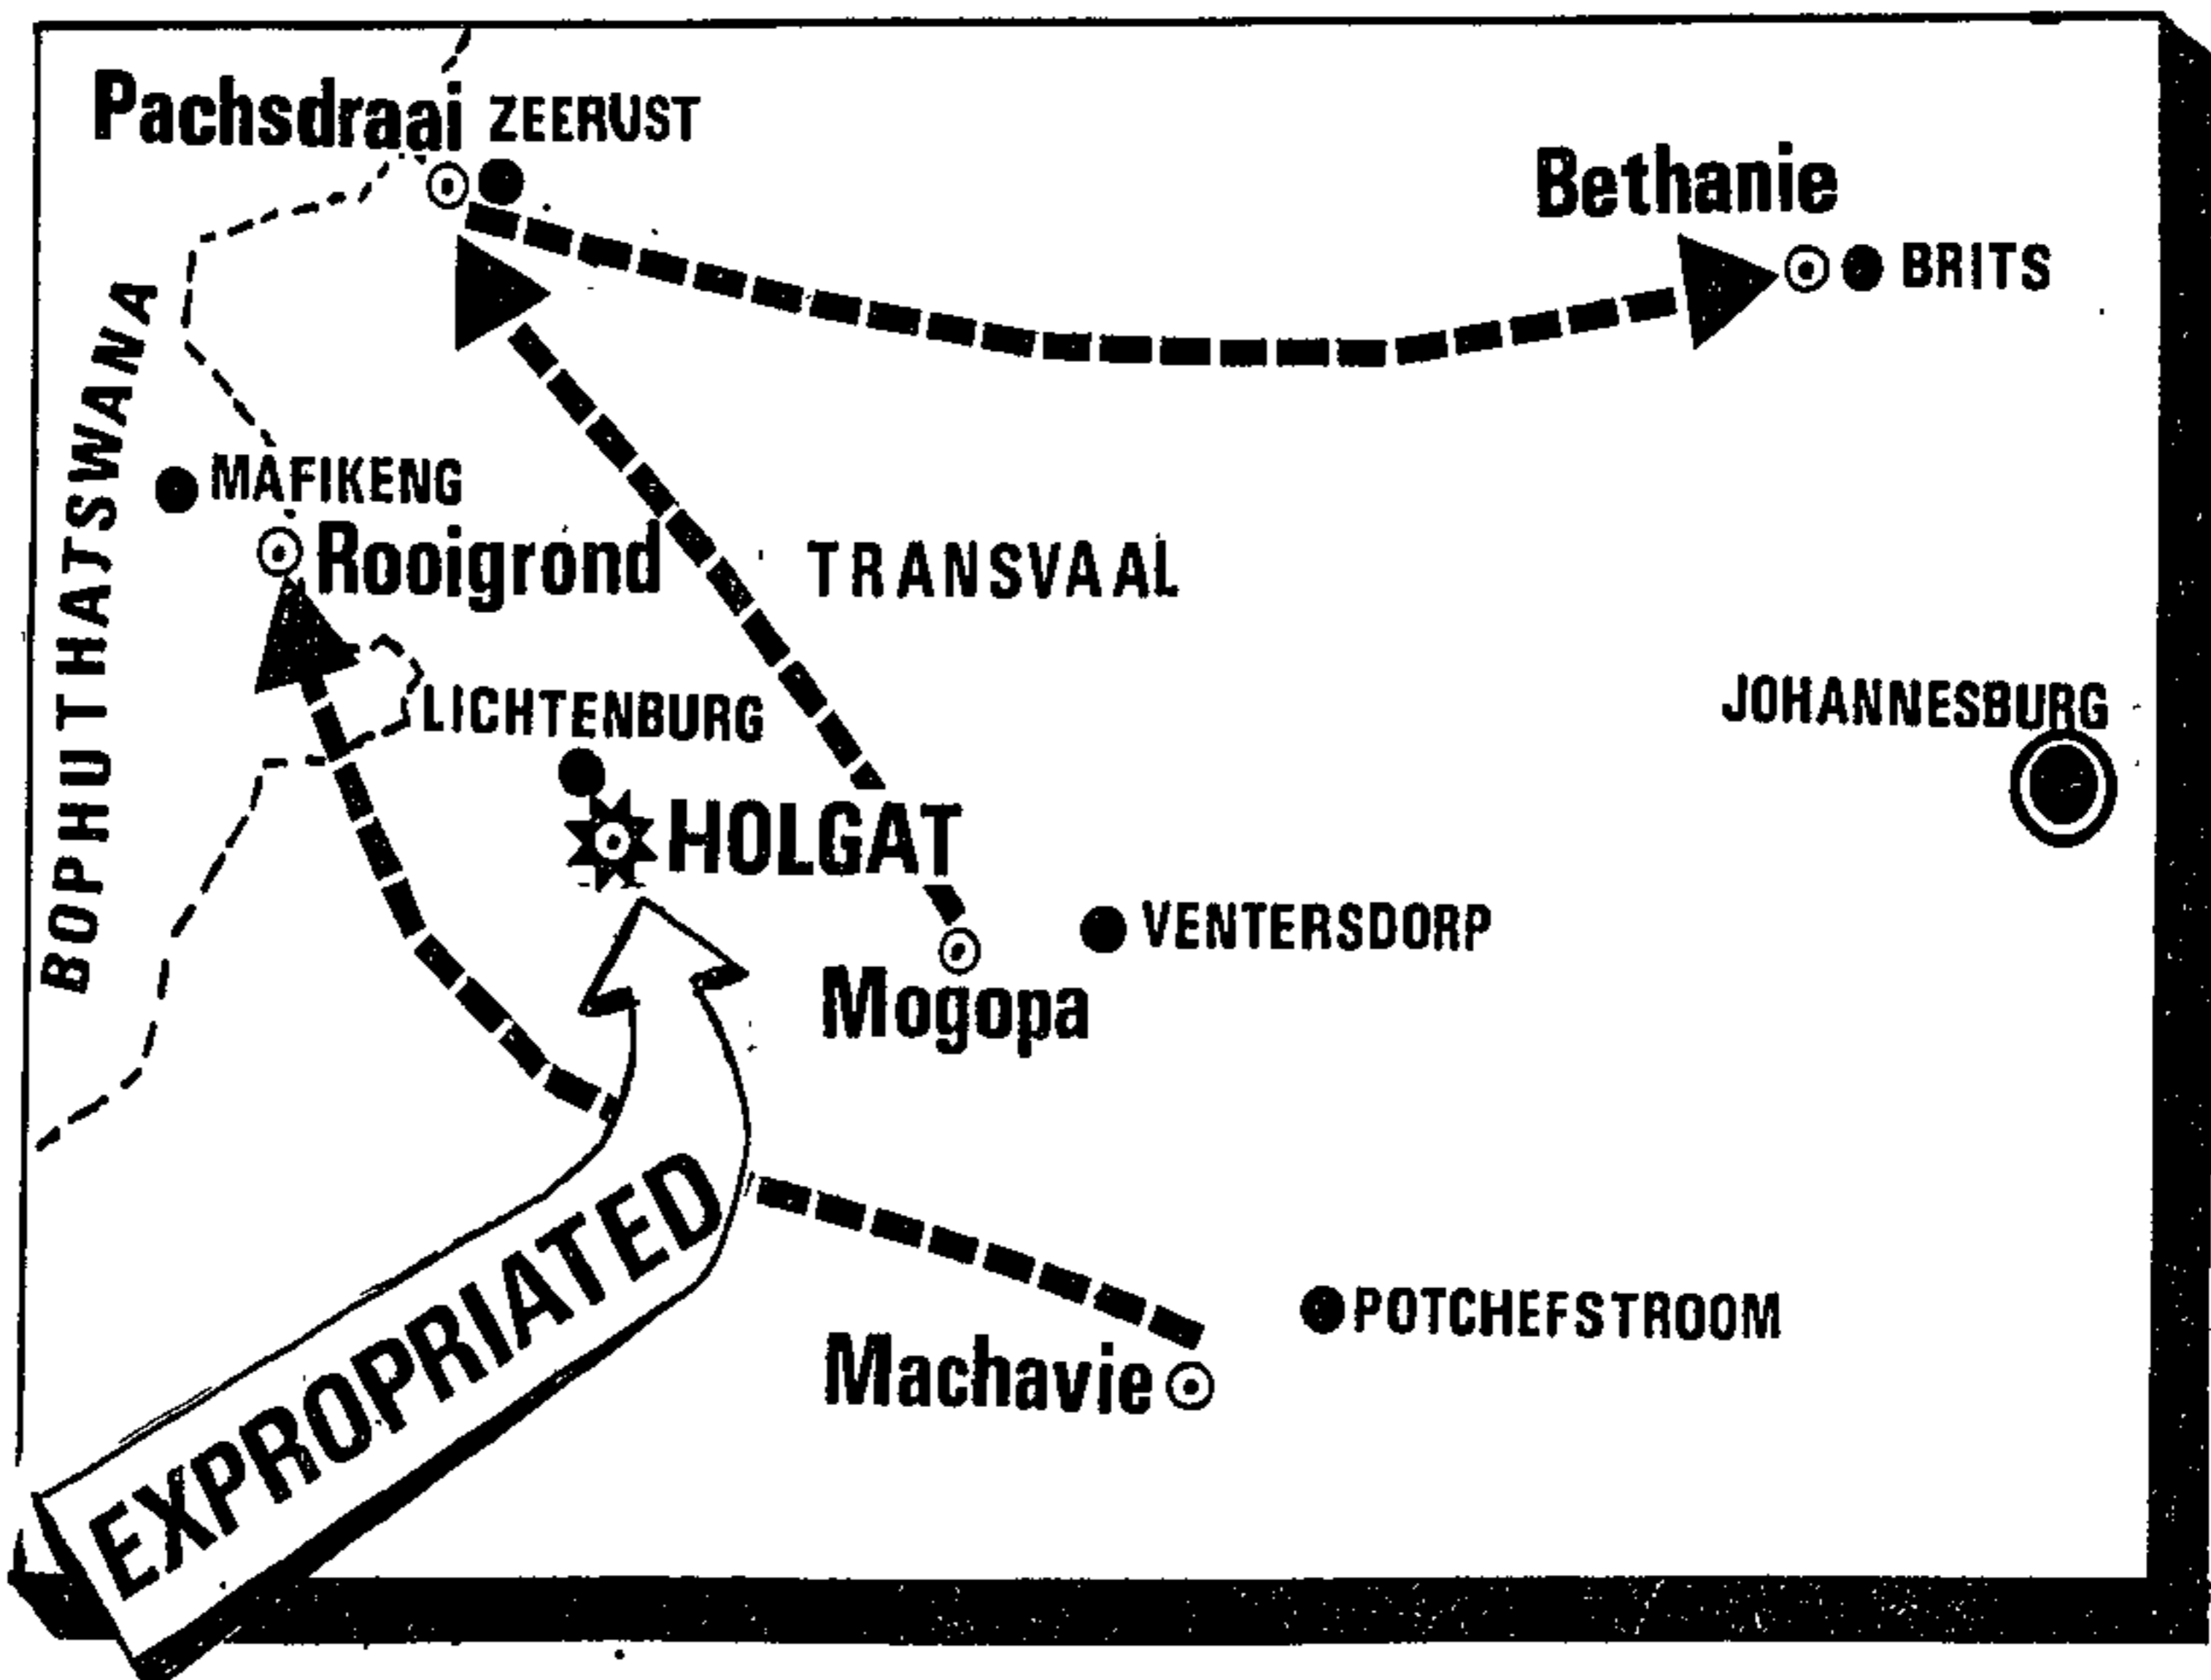 Pachsdraai
ZEERUST
Bethanie
BRITS
BOPHUTHATSWANA
MAFIKENG
Rooigrond
TRANSVAAL
LICHTENBURG
JOHANNESBURG
HOLGAT
VENTERSDORP
Mogopa
EXPROPRIATED
POTCHEFSTROOM
Machavie